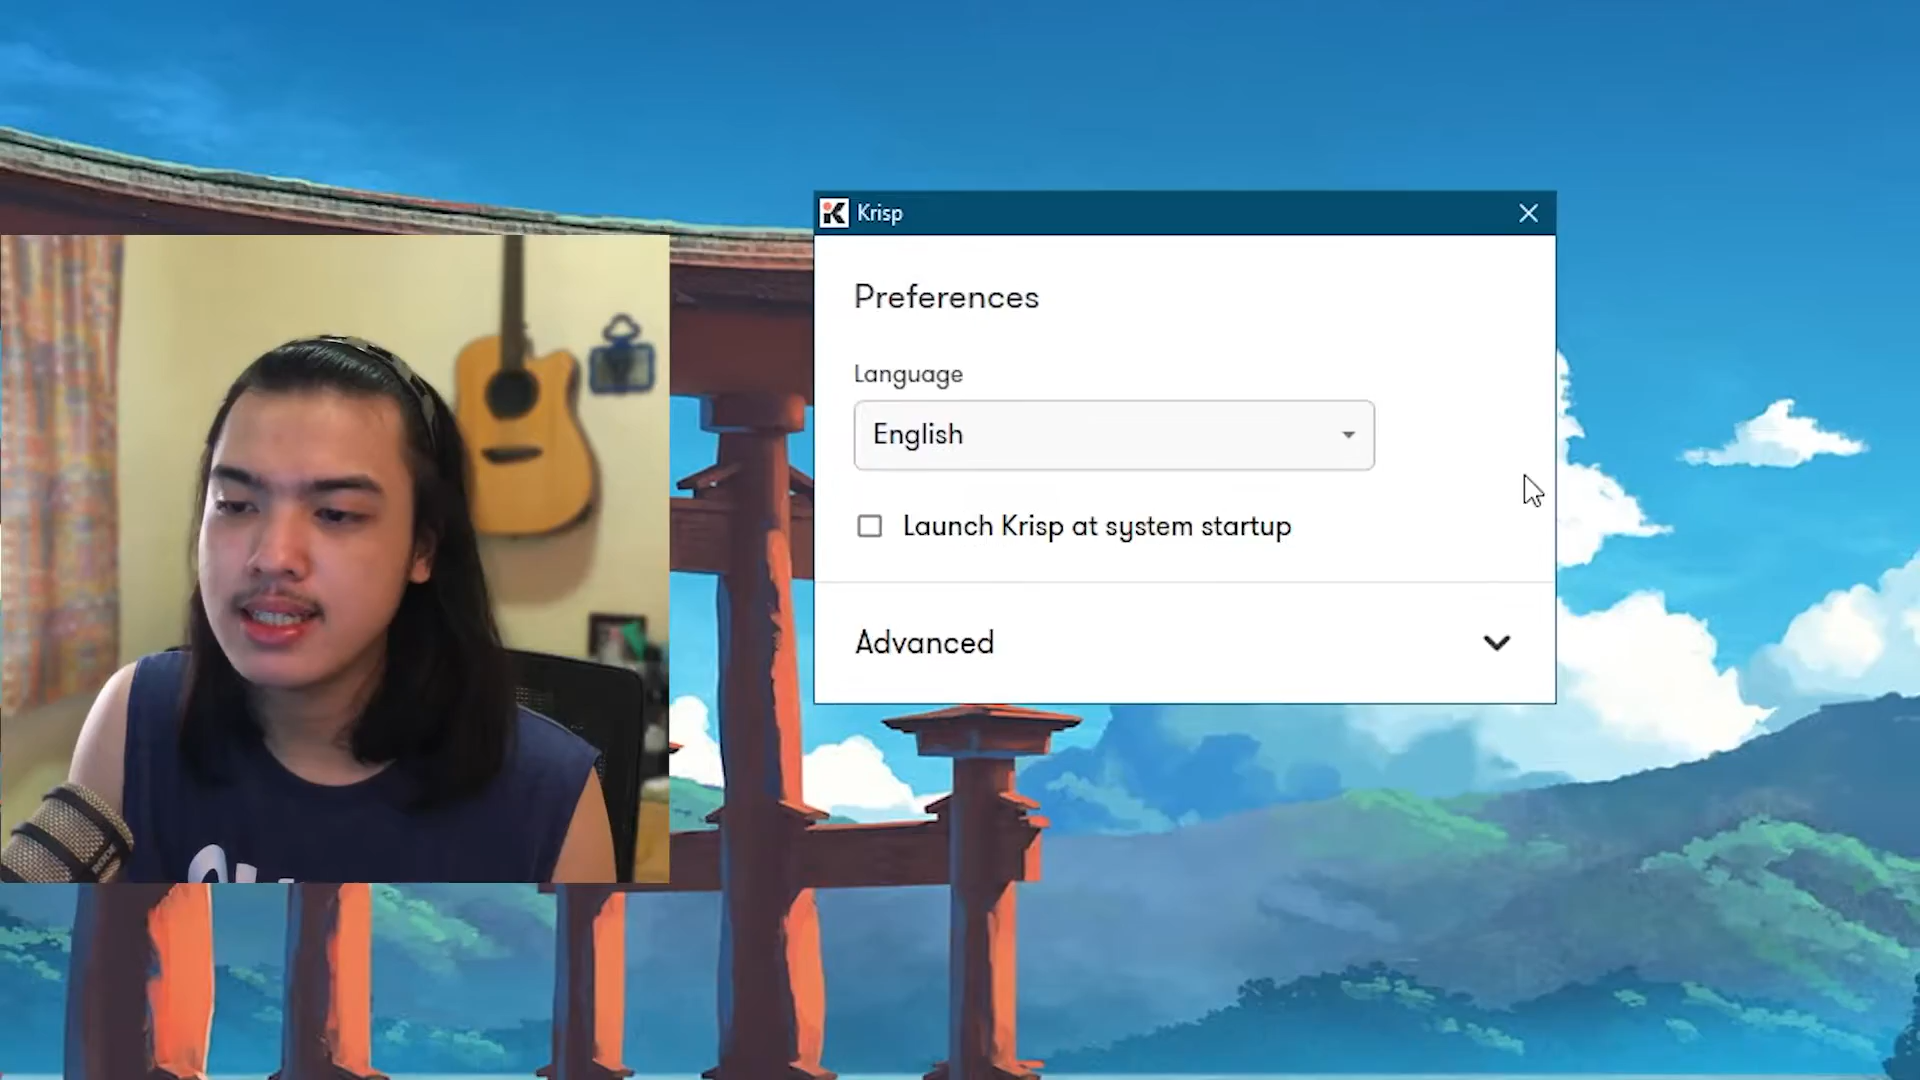 Krisp
Preferences
Language
English
Launch Krisp at system startup
Advanced